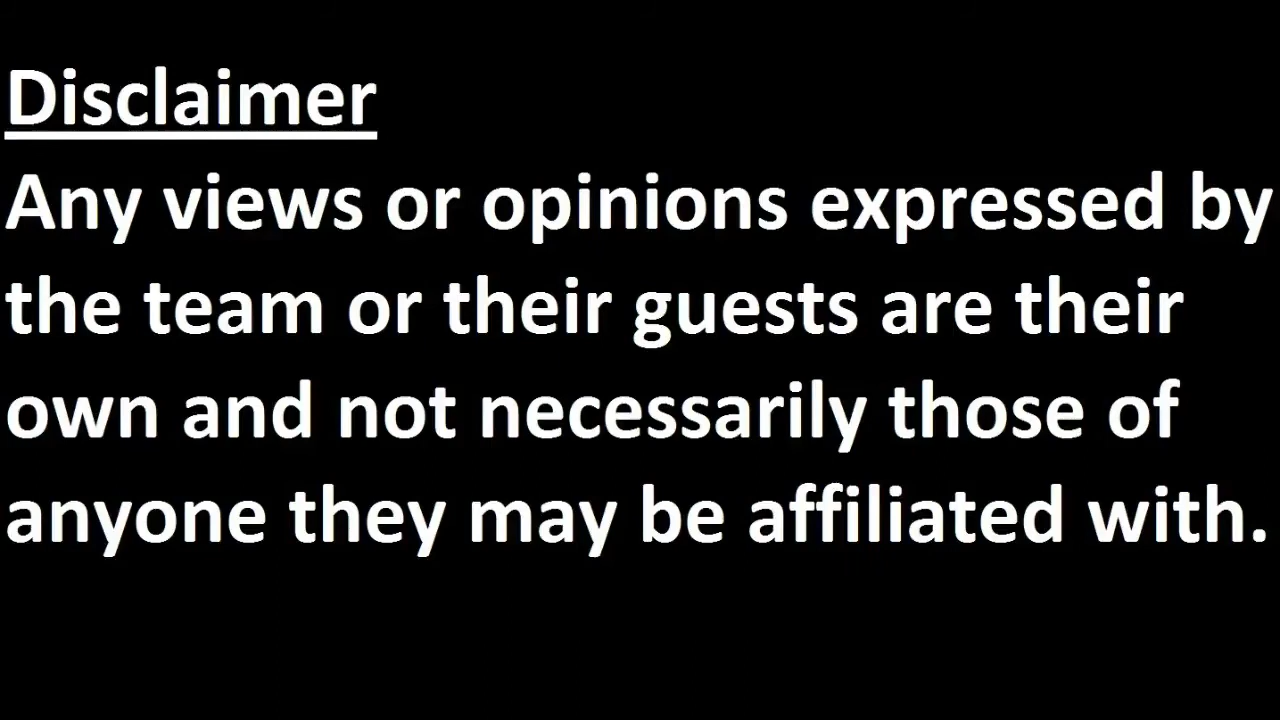 Disclaimer
Any views or opinions expressed by
the team or their guests are their
own and not necessarily those of
anyone they may be affiliated with.